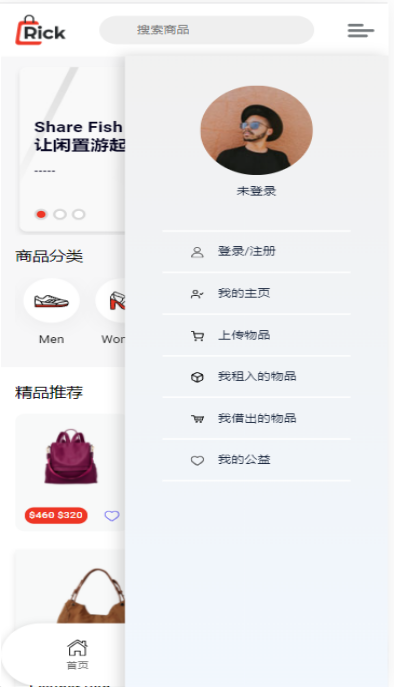 Rick
搜索商品
Share Fish
让闲置游起
-----
商品分类
Men
Wor
精品推荐
$460 $320
首页
未登录
登录/注册
我的主页
上传物品
我租入的物品
我借出的物品
我的公益